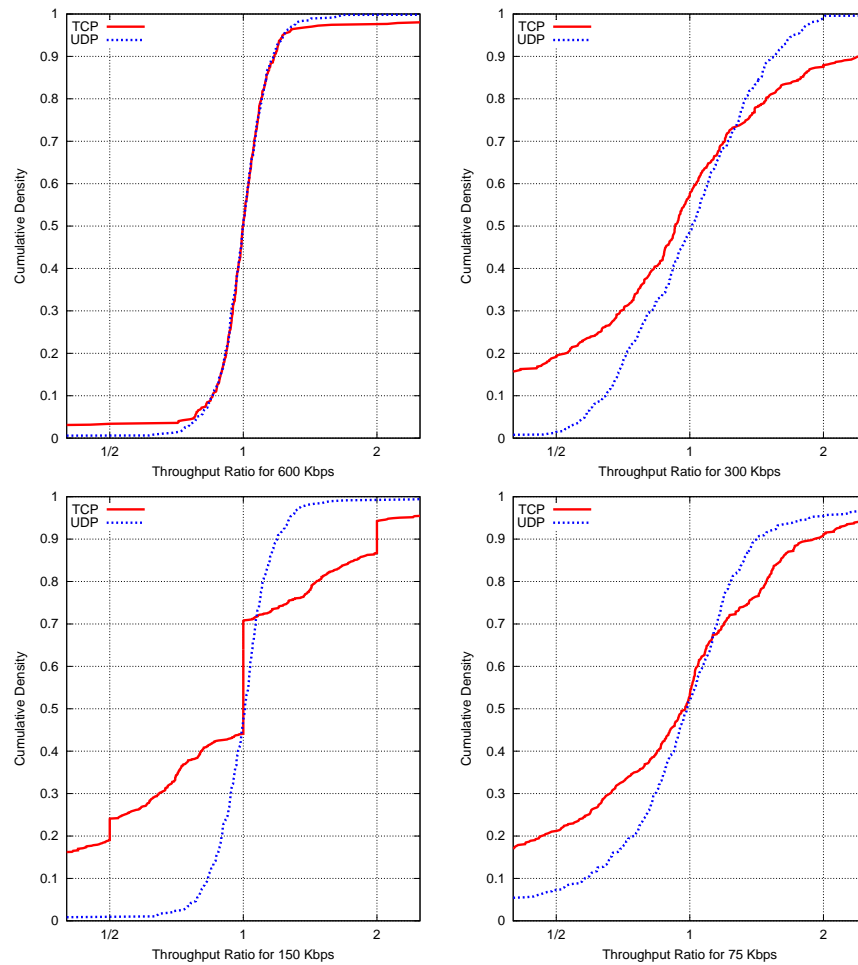 TCP
UDP
1
0.9
0.8
0.7
0.6
0.5
0.4
0.3
0.2
0.1
0
Cumulative Density
1/2 1 2
Throughput Ratio for 600 Kbps
TCP
UDP
1
0.9
0.8
0.7
0.6
0.5
0.4
0.3
0.2
0.1
0
Cumulative Density
1/2 1 2
Throughput Ratio for 300 Kbps
TCP
UDP
1
0.9
0.8
0.7
0.6
0.5
0.4
0.3
0.2
0.1
0
Cumulative Density
1/2 1 2
Throughput Ratio for 150 Kbps
TCP
UDP
1
0.9
0.8
0.7
0.6
0.5
0.4
0.3
0.2
0.1
0
Cumulative Density
1/2 1 2
Throughput Ratio for 75 Kbps